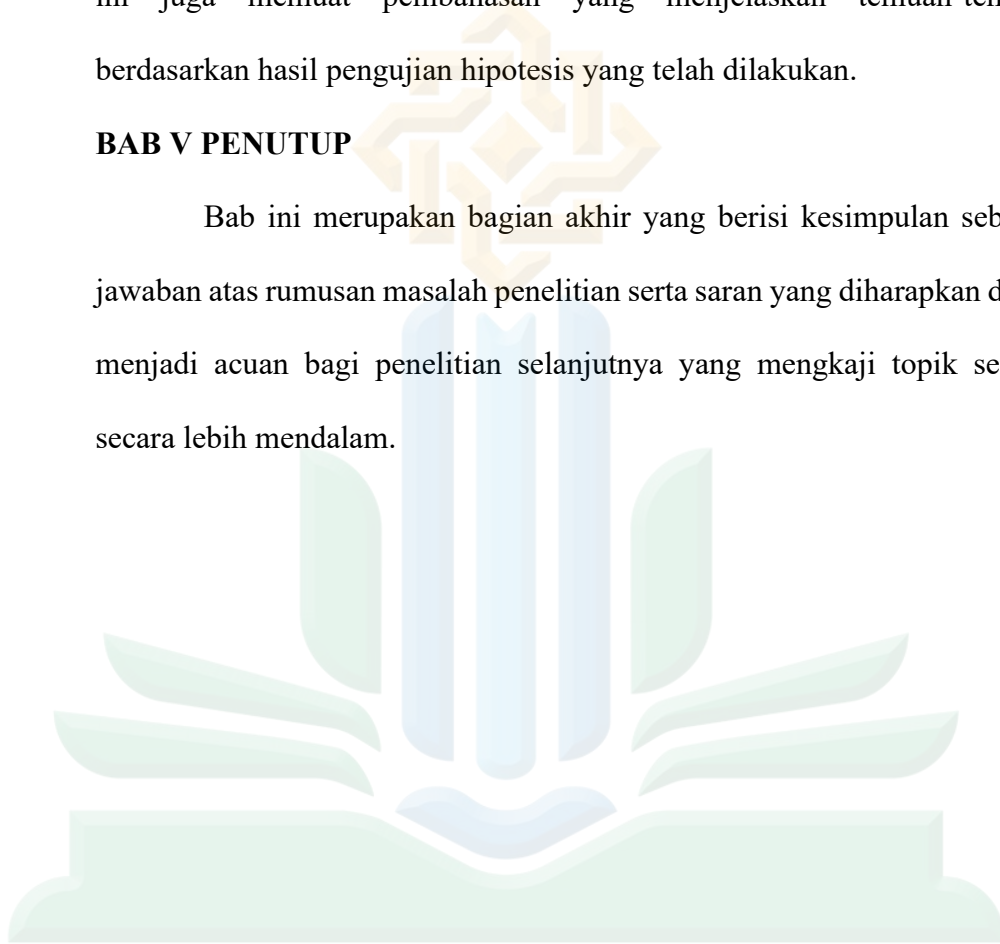 ini juga memuat pembahasan yang menjelaskan
berdasarkan hasil pengujian hipotesis yang telah dilakukan.
BAB V PENUTUP
Bab ini merupakan bagian akhir yang berisi kesimpulan seb
jawaban atas rumusan masalah penelitian serta saran yang diharapkan d
menjadi acuan bagi penelitian selanjutnya yang mengkaji topik se
secara lebih mendalam.